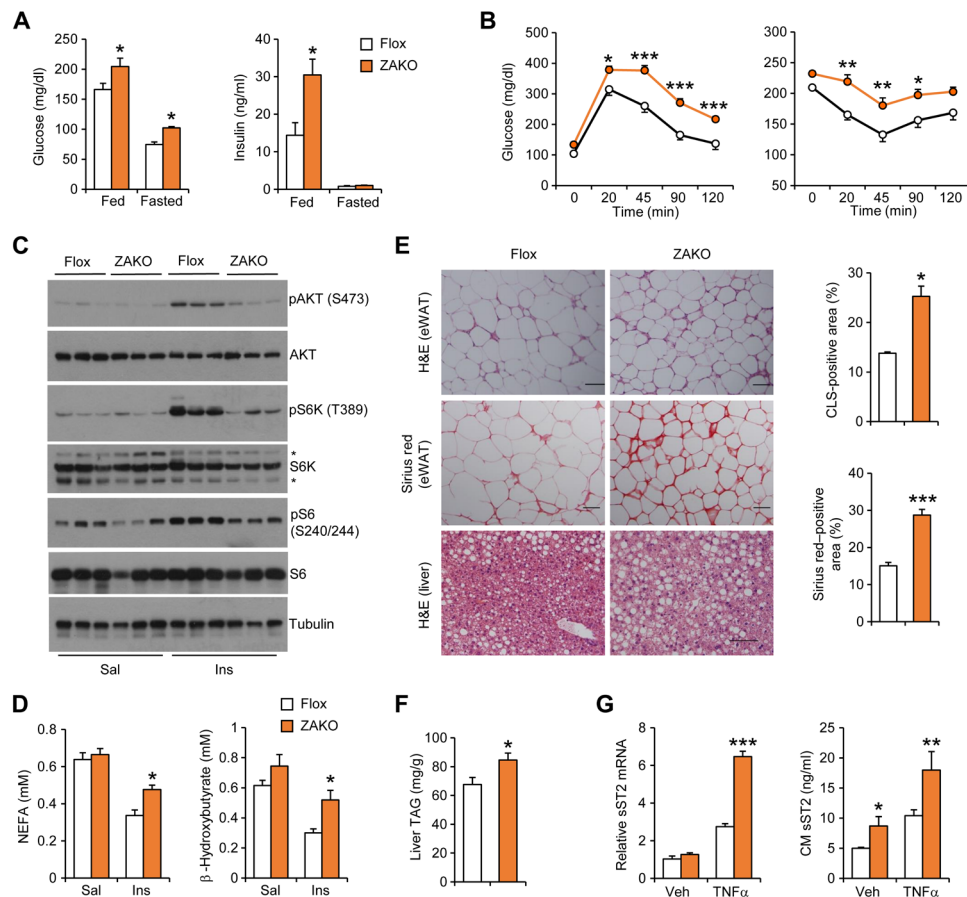 A
B
250
200
150
100
50
0
Glucose (mg/dl)
*
*
Fed
Fasted
40
30
20
10
0
Insulin (ng/ml)
*
Fed
Fasted
Flox
ZAKO
500
400
300
200
100
0
Glucose (mg/dl)
*
***
***
***
0
20
45
90
120
Time (min)
300
250
200
150
100
50
**
**
*
0
20
45
90
120
Time (min)
C
Flox
ZAKO
Flox
ZAKO
pAKT (S473)
AKT
pS6K (T389)
*
S6K
*
pS6
(S240/244)
S6
Tubulin
Sal
Ins
E
Flox
ZAKO
H&E (eWAT)
Sirius red
(eWAT)
H&E (liver)
30
20
10
0
CLS-positive area (%)
*
40
30
20
10
0
Sirius red–positive
area (%)
***
D
Flox
ZAKO
0.8
0.6
0.4
0.2
0
NEFA (mM)
*
Sal
Ins
1
0.8
0.6
0.4
0.2
0
β-Hydroxybutyrate (mM)
*
Sal
Ins
F
100
80
60
40
20
0
Liver TAG (mg/g)
*
G
8
6
4
2
0
Relative sST2 mRNA
***
Veh
TNFα
25
20
15
10
5
0
CM sST2 (ng/ml)
*
**
Veh
TNFα